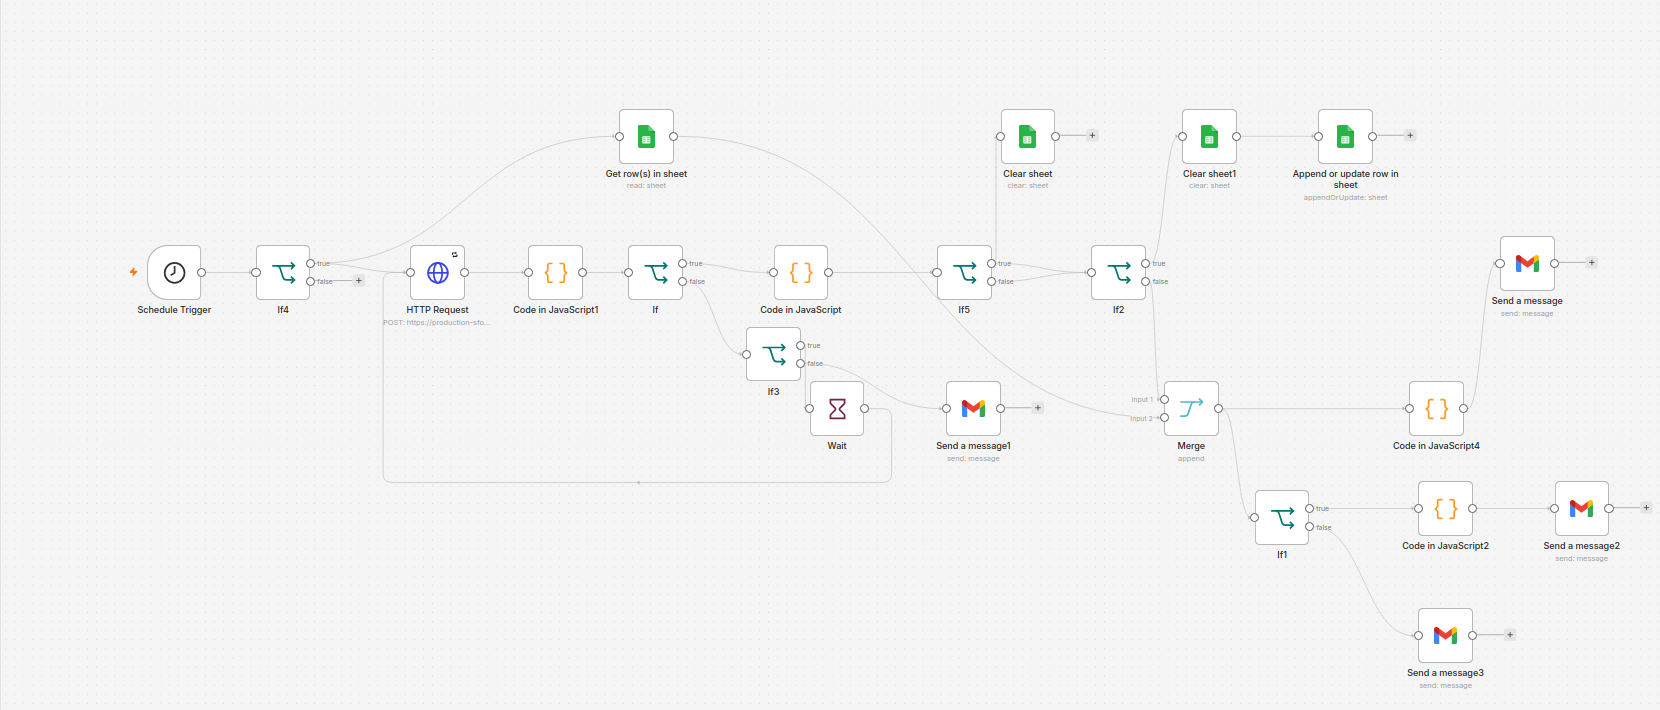 Get row(s) in sheet
read: sheet
Clear sheet
clear: sheet
Clear sheet1
clear: sheet
Append or update row in
sheet
appendOrUpdate: sheet
Schedule Trigger
true
false
If4
HTTP Request
POST: https://production-sfo...
Code in JavaScript1
true
false
If
Code in JavaScript
true
false
If5
true
false
If2
Send a message
send: message
true
false
If3
Wait
Send a message1
send: message
Input 1
Input 2
Merge
append
Code in JavaScript4
true
false
If1
Code in JavaScript2
Send a message2
send: message
Send a message3
send: message